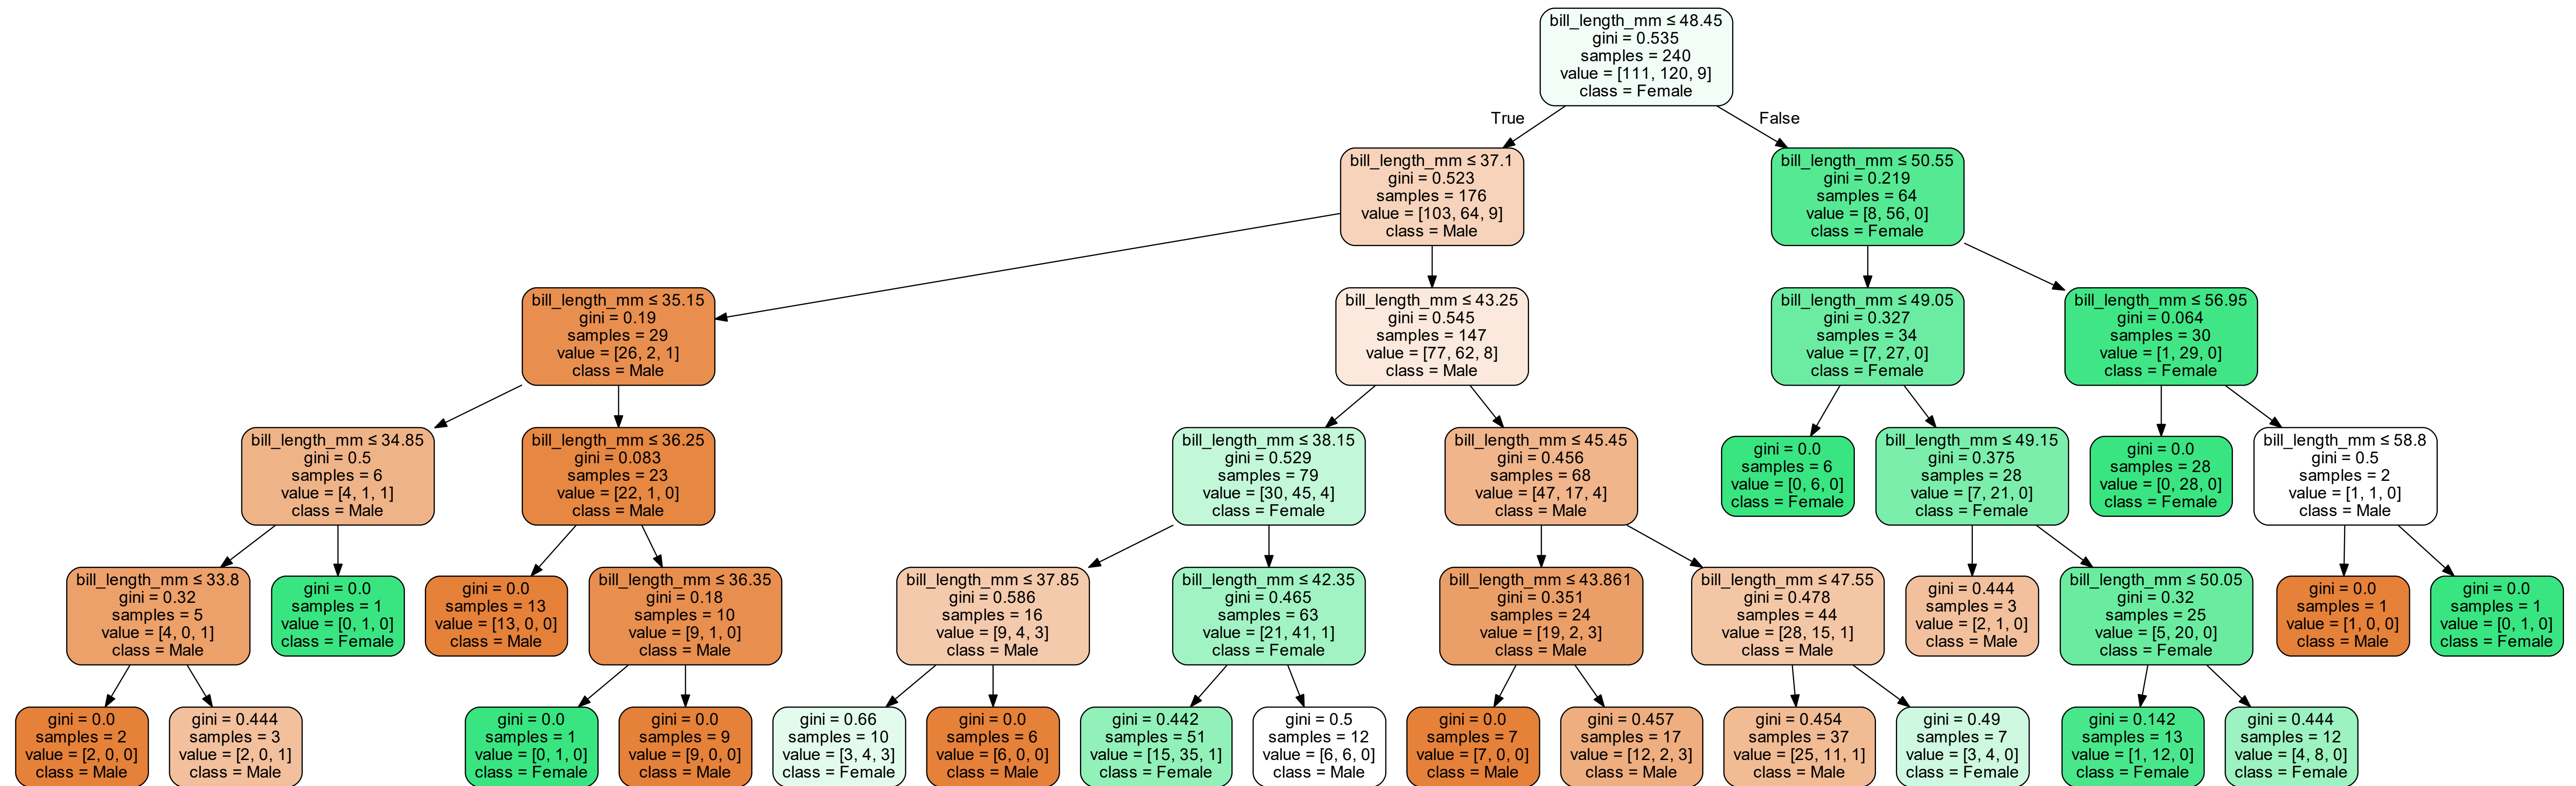 bill_length_mm ≤ 48.45
gini = 0.535
samples = 240
value = [111, 120, 9]
class = Female
True
False
bill_length_mm ≤ 37.1
gini = 0.523
samples = 176
value = [103, 64, 9]
class = Male
bill_length_mm ≤ 50.55
gini = 0.219
samples = 64
value = [8, 56, 0]
class = Female
bill_length_mm ≤ 35.15
gini = 0.19
samples = 29
value = [26, 2, 1]
class = Male
bill_length_mm ≤ 43.25
gini = 0.545
samples = 147
value = [77, 62, 8]
class = Male
bill_length_mm ≤ 49.05
gini = 0.327
samples = 34
value = [7, 27, 0]
class = Female
bill_length_mm ≤ 56.95
gini = 0.064
samples = 30
value = [1, 29, 0]
class = Female
bill_length_mm ≤ 34.85
gini = 0.5
samples = 6
value = [4, 1, 1]
class = Male
bill_length_mm ≤ 36.25
gini = 0.083
samples = 23
value = [22, 1, 0]
class = Male
bill_length_mm ≤ 38.15
gini = 0.529
samples = 79
value = [30, 45, 4]
class = Female
bill_length_mm ≤ 45.45
gini = 0.456
samples = 68
value = [47, 17, 4]
class = Male
gini = 0.0
samples = 6
value = [0, 6, 0]
class = Female
bill_length_mm ≤ 49.15
gini = 0.375
samples = 28
value = [7, 21, 0]
class = Female
gini = 0.0
samples = 28
value = [0, 28, 0]
class = Female
bill_length_mm ≤ 58.8
gini = 0.5
samples = 2
value = [1, 1, 0]
class = Male
bill_length_mm ≤ 33.8
gini = 0.32
samples = 5
value = [4, 0, 1]
class = Male
gini = 0.0
samples = 1
value = [0, 1, 0]
class = Female
gini = 0.0
samples = 13
value = [13, 0, 0]
class = Male
bill_length_mm ≤ 36.35
gini = 0.18
samples = 10
value = [9, 1, 0]
class = Male
bill_length_mm ≤ 37.85
gini = 0.586
samples = 16
value = [9, 4, 3]
class = Male
bill_length_mm ≤ 42.35
gini = 0.465
samples = 63
value = [21, 41, 1]
class = Female
bill_length_mm ≤ 43.861
gini = 0.351
samples = 24
value = [19, 2, 3]
class = Male
bill_length_mm ≤ 47.55
gini = 0.478
samples = 44
value = [28, 15, 1]
class = Male
gini = 0.444
samples = 3
value = [2, 1, 0]
class = Male
bill_length_mm ≤ 50.05
gini = 0.32
samples = 25
value = [5, 20, 0]
class = Female
gini = 0.0
samples = 1
value = [1, 0, 0]
class = Male
gini = 0.0
samples = 1
value = [0, 1, 0]
class = Female
gini = 0.0
samples = 2
value = [2, 0, 0]
class = Male
gini = 0.444
samples = 3
value = [2, 0, 1]
class = Male
gini = 0.0
samples = 1
value = [0, 1, 0]
class = Female
gini = 0.0
samples = 9
value = [9, 0, 0]
class = Male
gini = 0.66
samples = 10
value = [3, 4, 3]
class = Female
gini = 0.0
samples = 6
value = [6, 0, 0]
class = Male
gini = 0.442
samples = 51
value = [15, 35, 1]
class = Female
gini = 0.5
samples = 12
value = [6, 6, 0]
class = Male
gini = 0.0
samples = 7
value = [7, 0, 0]
class = Male
gini = 0.457
samples = 17
value = [12, 2, 3]
class = Male
gini = 0.454
samples = 37
value = [25, 11, 1]
class = Male
gini = 0.49
samples = 7
value = [3, 4, 0]
class = Female
gini = 0.142
samples = 13
value = [1, 12, 0]
class = Female
gini = 0.444
samples = 12
value = [4, 8, 0]
class = Female